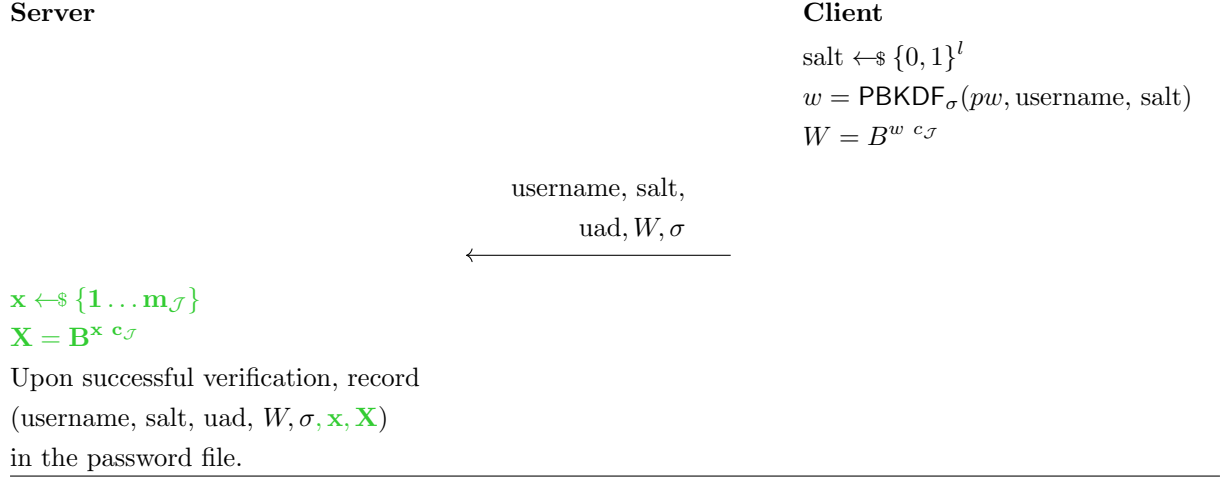 Server
Client
salt ←$ {0, 1}^l
w = PBKDF_σ(pw, username, salt)
W = B^{w c_𝒥}
username, salt,
uad, W, σ
x ←$ {1 … m_𝒥}
X = B^{x c_𝒥}
Upon successful verification, record
(username, salt, uad, W, σ, x, X)
in the password file.